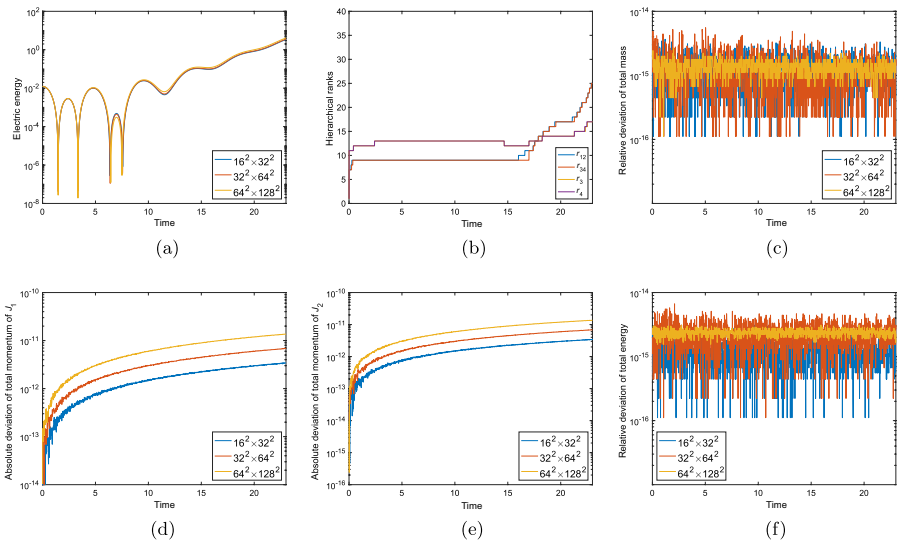 10^2
10^0
10^-2
10^-4
10^-6
10^-8
Electric energy
0 5 10 15 20
Time
16^2×32^2
32^2×64^2
64^2×128^2
(a)
40
35
30
25
20
15
10
5
0
Hierarchical ranks
0 5 10 15 20
Time
r_12
r_34
r_3
r_4
(b)
10^-14
10^-15
10^-16
Relative deviation of total mass
0 5 10 15 20
Time
16^2×32^2
32^2×64^2
64^2×128^2
(c)
10^-10
10^-11
10^-12
10^-13
10^-14
Absolute deviation of total momentum of J_1
0 5 10 15 20
Time
16^2×32^2
32^2×64^2
64^2×128^2
(d)
10^-10
10^-11
10^-12
10^-13
10^-14
10^-15
10^-16
Absolute deviation of total momentum of J_2
0 5 10 15 20
Time
16^2×32^2
32^2×64^2
64^2×128^2
(e)
10^-14
10^-15
10^-16
Relative deviation of total energy
0 5 10 15 20
Time
16^2×32^2
32^2×64^2
64^2×128^2
(f)